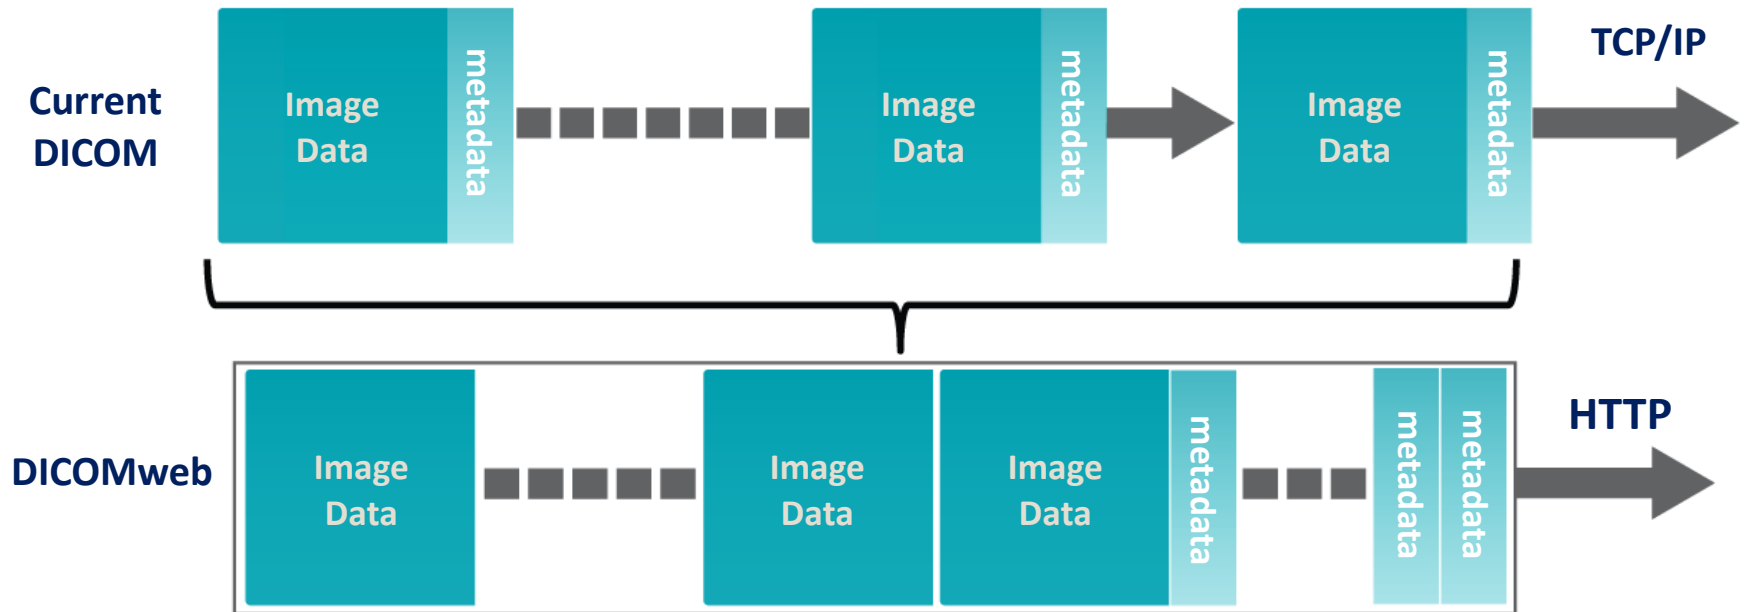 Current
DICOM
Image
Data
metadata
Image
Data
metadata
Image
Data
metadata
TCP/IP
DICOMweb
Image
Data
Image
Data
Image
Data
metadata
metadata
metadata
HTTP